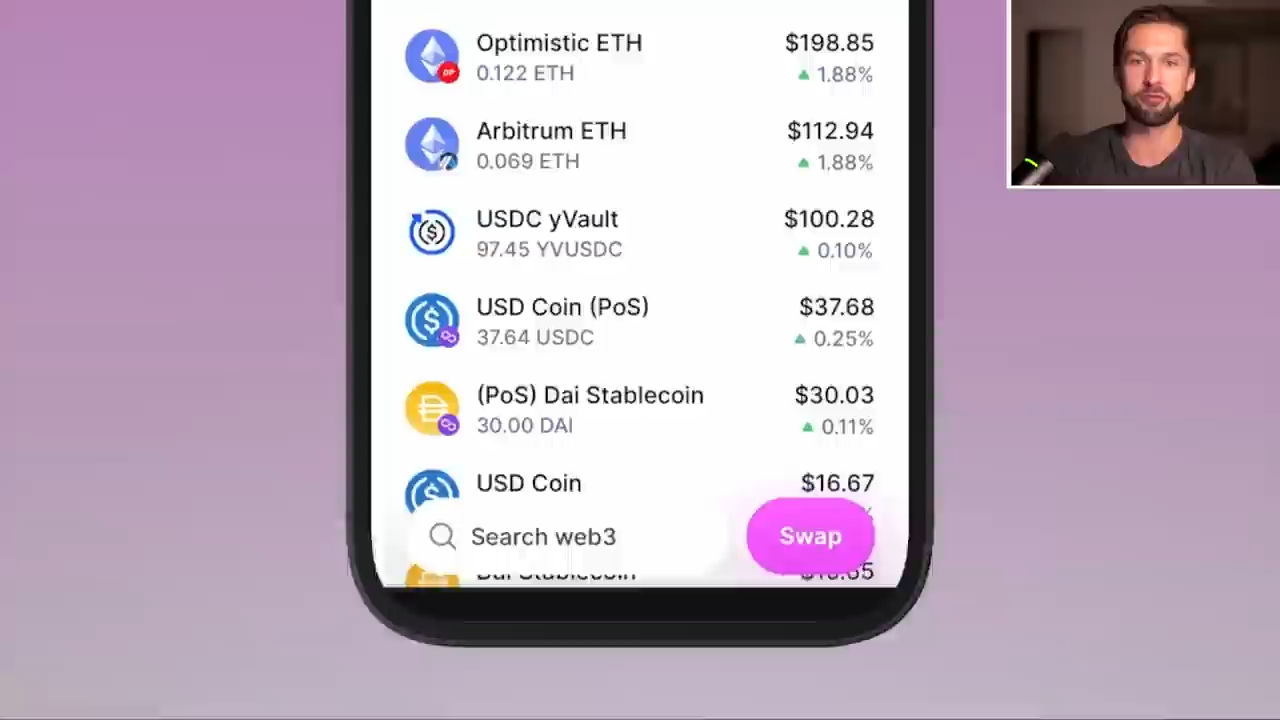 Optimistic ETH
$198.85
0.122 ETH
1.88%
Arbitrum ETH
$112.94
0.069 ETH
1.88%
USDC yVault
$100.28
97.45 YVUSDC
0.10%
USD Coin (PoS)
$37.68
37.64 USDC
0.25%
(PoS) Dai Stablecoin
$30.03
30.00 DAI
0.11%
USD Coin
$16.67
Search web3
Swap
Dai Stablecoin